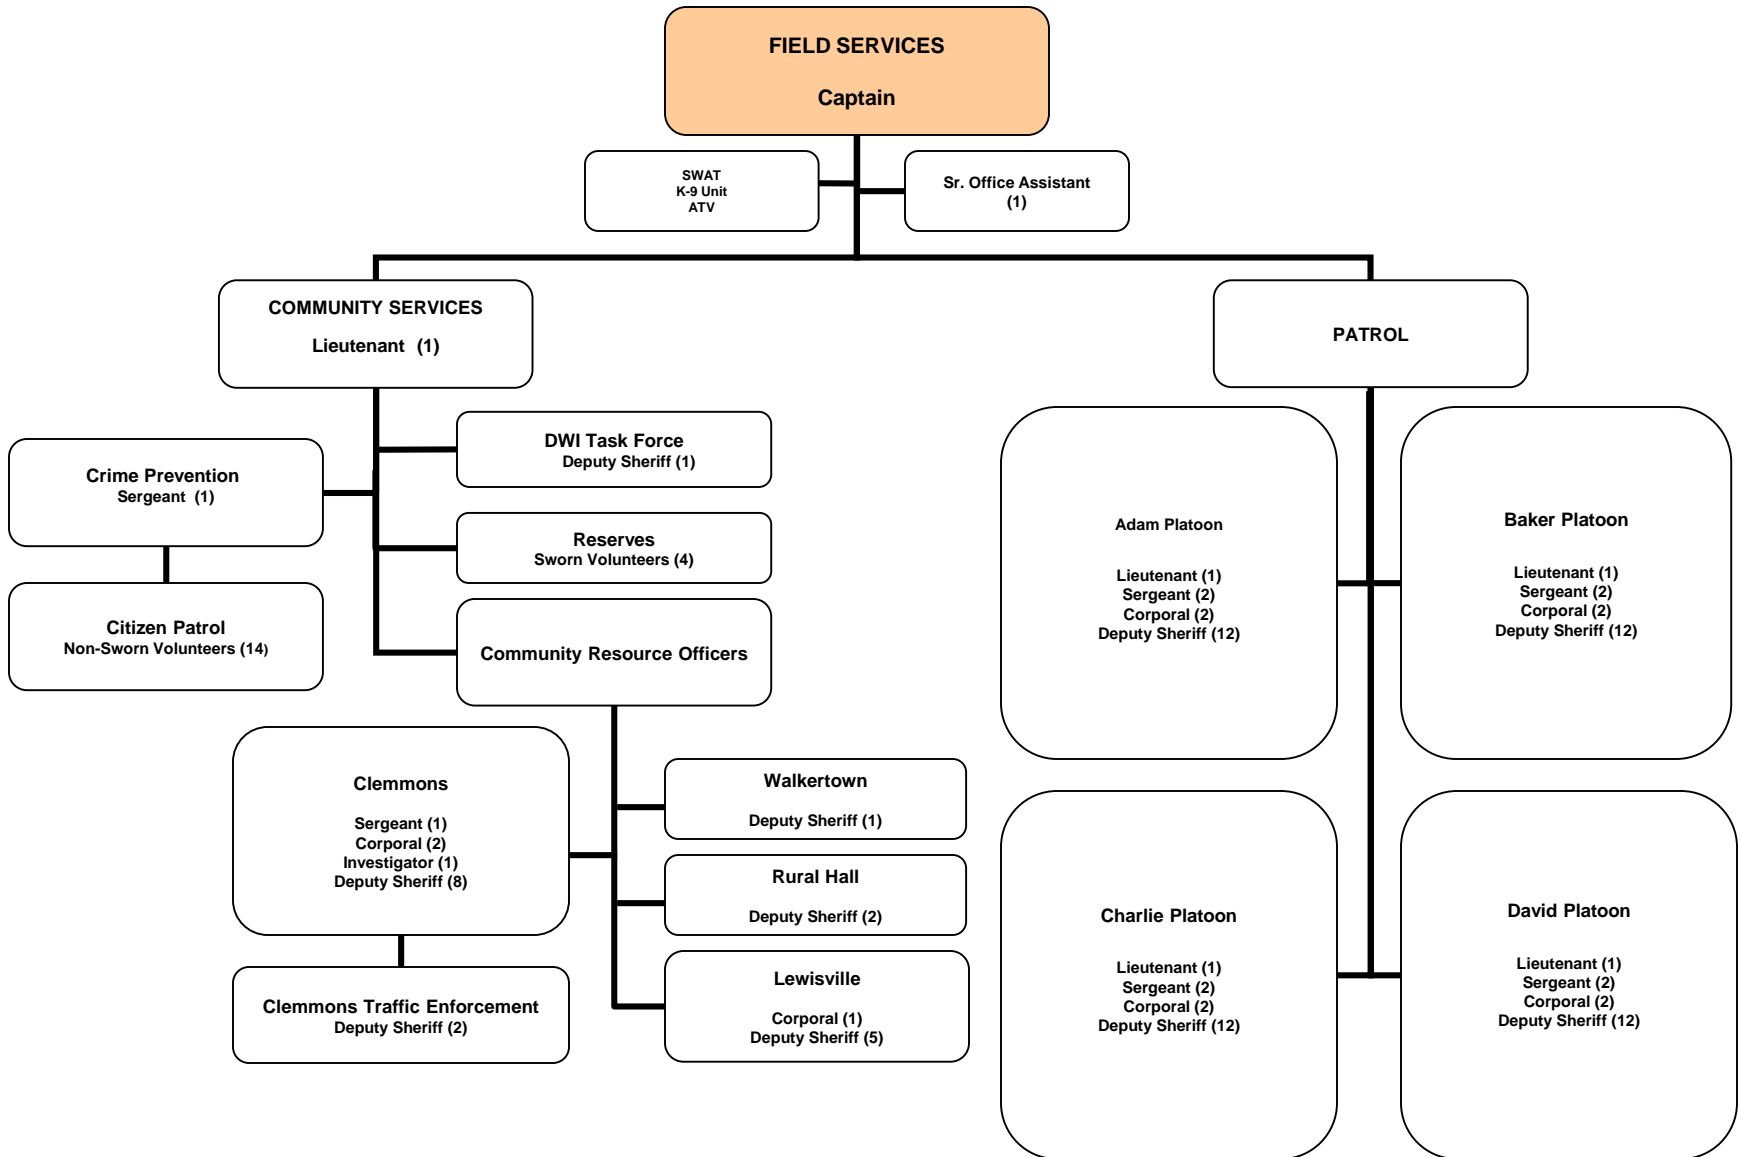 FIELD SERVICES
Captain
SWAT
K-9 Unit
ATV
Sr. Office Assistant
(1)
COMMUNITY SERVICES
Lieutenant (1)
PATROL
Crime Prevention
Sergeant (1)
Citizen Patrol
Non-Sworn Volunteers (14)
DWI Task Force
Deputy Sheriff (1)
Reserves
Sworn Volunteers (4)
Community Resource Officers
Clemmons
Sergeant (1)
Corporal (2)
Investigator (1)
Deputy Sheriff (8)
Clemmons Traffic Enforcement
Deputy Sheriff (2)
Walkertown
Deputy Sheriff (1)
Rural Hall
Deputy Sheriff (2)
Lewisville
Corporal (1)
Deputy Sheriff (5)
Adam Platoon
Lieutenant (1)
Sergeant (2)
Corporal (2)
Deputy Sheriff (12)
Baker Platoon
Lieutenant (1)
Sergeant (2)
Corporal (2)
Deputy Sheriff (12)
Charlie Platoon
Lieutenant (1)
Sergeant (2)
Corporal (2)
Deputy Sheriff (12)
David Platoon
Lieutenant (1)
Sergeant (2)
Corporal (2)
Deputy Sheriff (12)